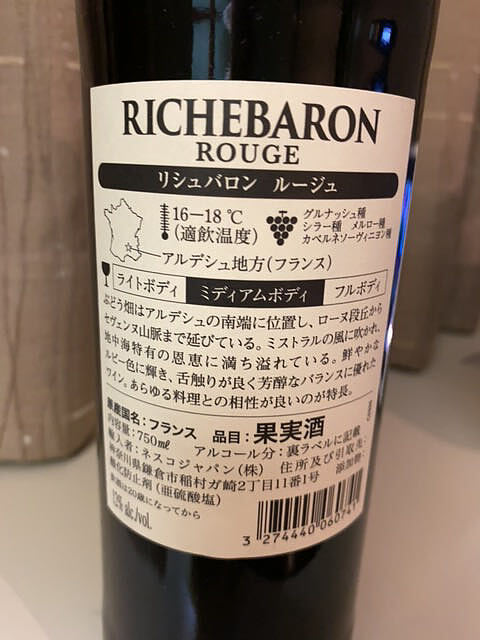 RICHEBARON
ROUGE
リシュバロン ルージュ
16－18℃
(適飲温度)
グルナッシュ種
シラー種 メルロー種
カベルネソーヴィニヨン種
アルデシュ地方(フランス)
ライトボディ ミディアムボディ フルボディ
ぶどう畑はアルデシュの南端に位置し、ローヌ段丘から
セヴェンヌ山脈まで延びている。ミストラルの風に吹かれ、
地中海特有の恩恵に満ち溢れている。鮮やかな
ルビー色に輝き、舌触りが良く芳醇なバランスに優れた
ワイン。あらゆる料理との相性が良いのが特長。
原産国名：フランス 品目：果実酒
内容量：750㎖ アルコール分：裏ラベルに記載
輸入者：ネスコジャパン(株) 住所及び引取先：
神奈川県鎌倉市稲村ガ崎2丁目11番1号 添加物：
酸化防止剤(亜硫酸塩)
飲酒は20歳になってから
12% alc./vol.
3 274440 060741